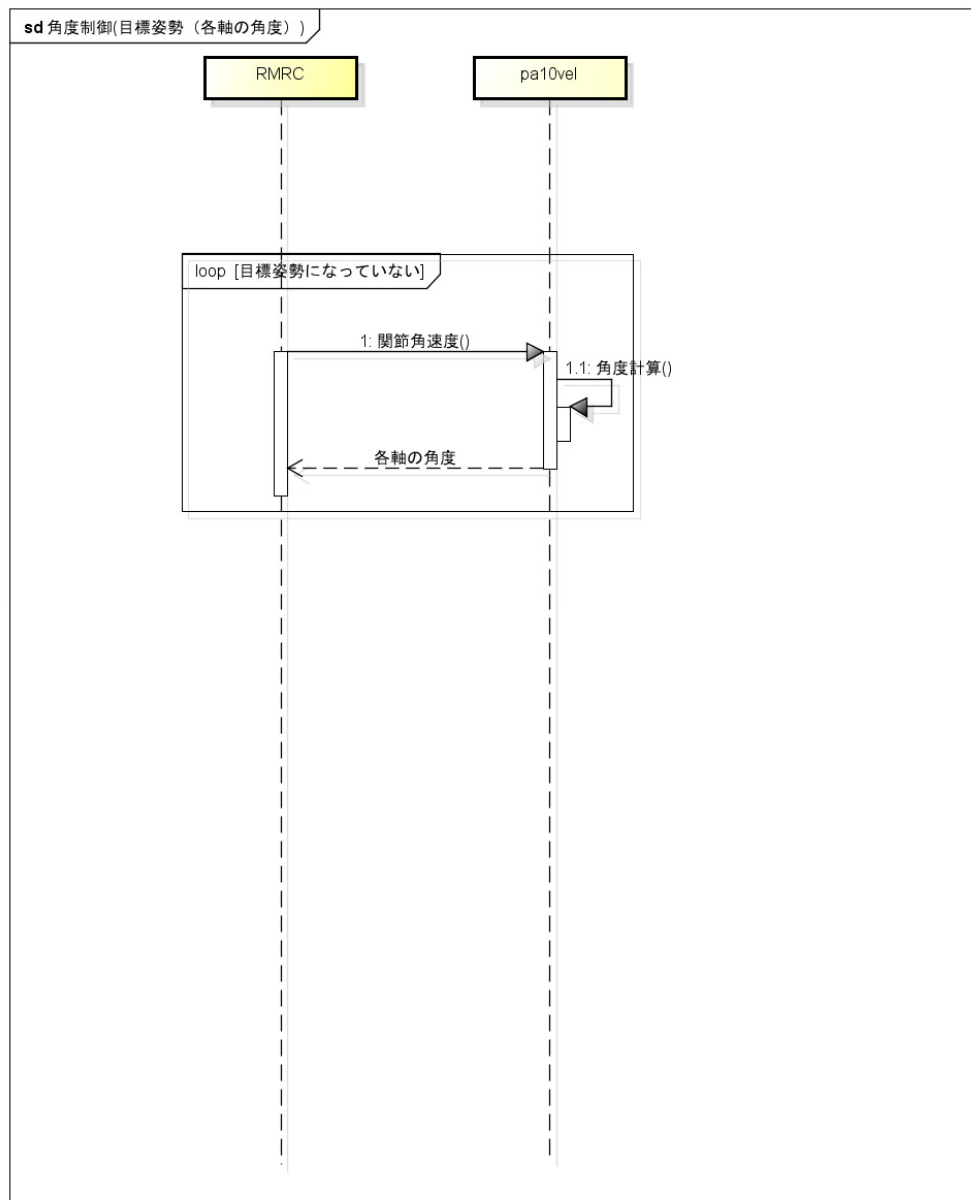 sd 角度制御(目標姿勢（各軸の角度）)
RMRC
pa10vel
loop [目標姿勢になっていない]
1: 関節角速度()
1.1: 角度計算()
各軸の角度